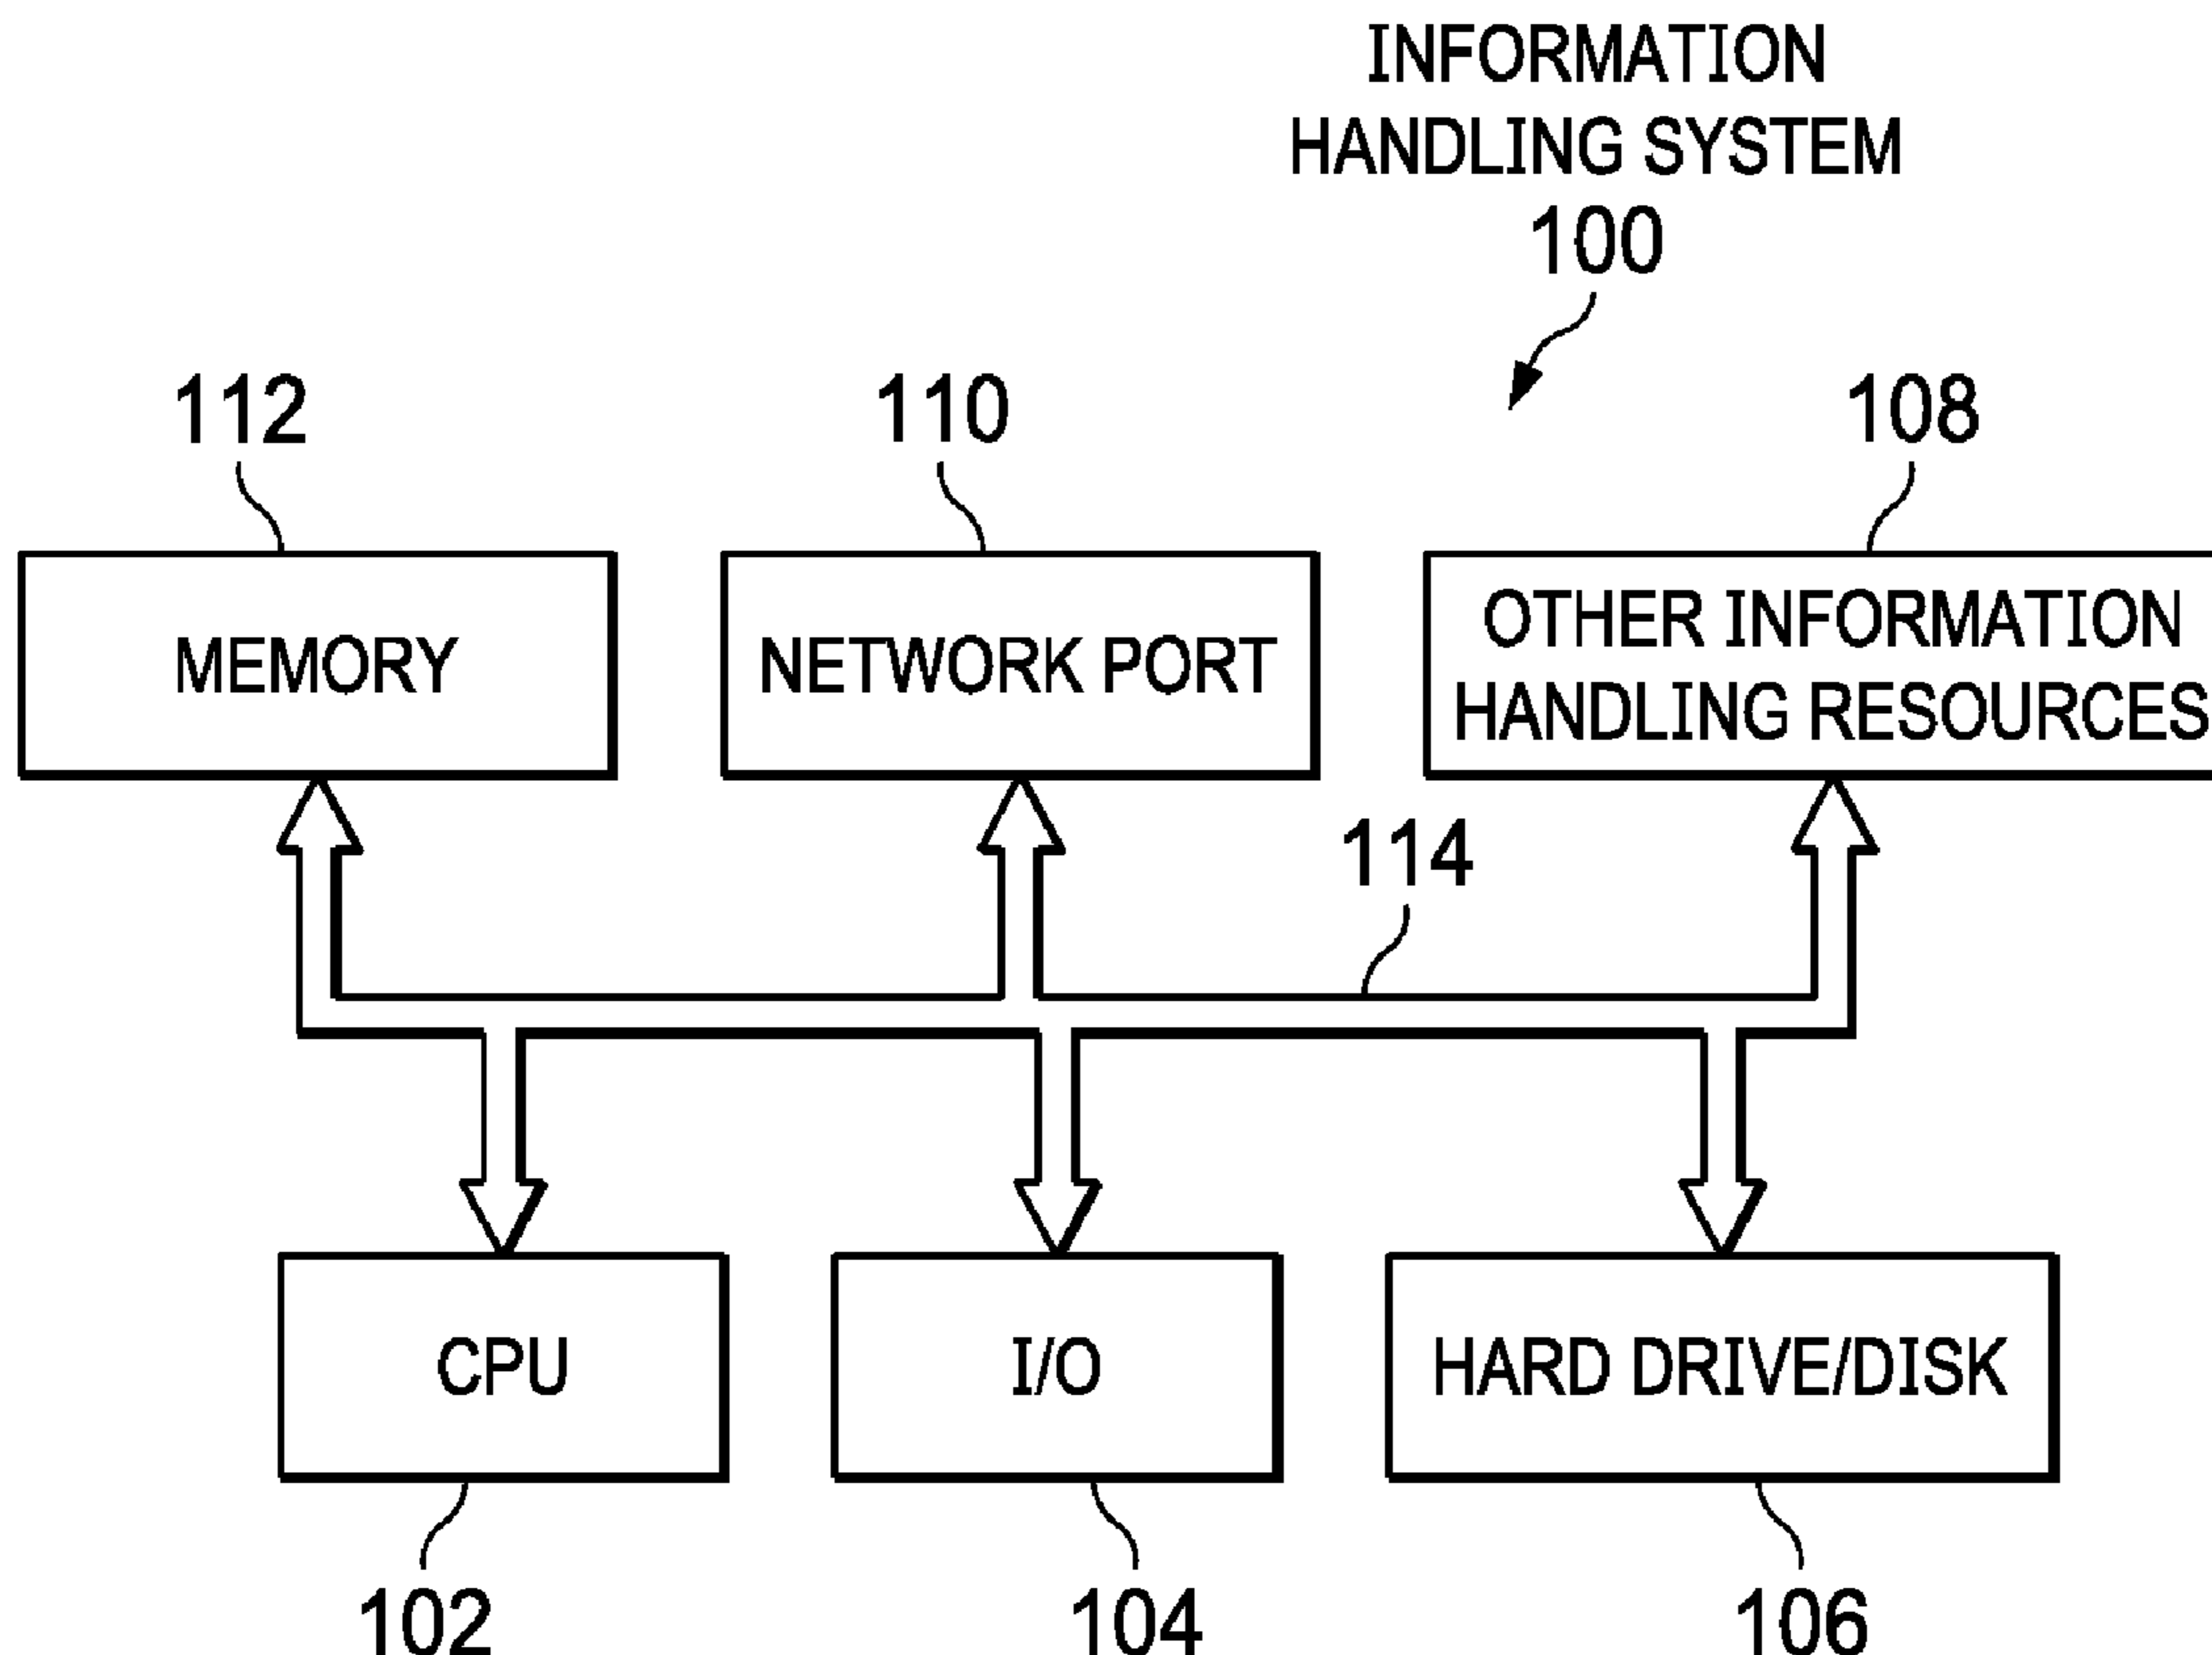 INFORMATION
HANDLING SYSTEM
100
112
110
108
MEMORY
NETWORK PORT
OTHER INFORMATION
HANDLING RESOURCES
114
CPU
I/O
HARD DRIVE/DISK
102
104
106